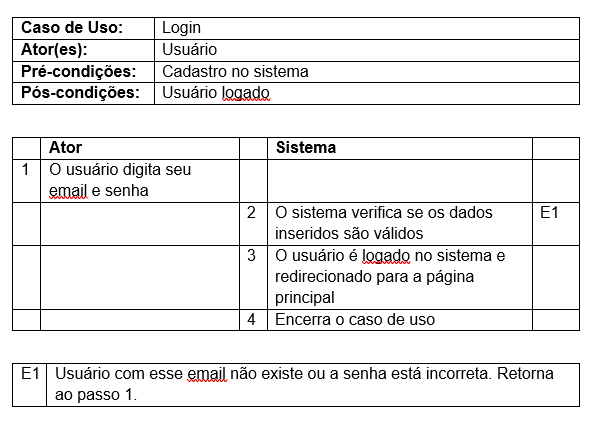 Caso de Uso: Login
Ator(es): Usuário
Pré-condições: Cadastro no sistema
Pós-condições: Usuário logado
Ator Sistema
1 O usuário digita seu
email e senha
2 O sistema verifica se os dados E1
inseridos são válidos
3 O usuário é logado no sistema e
redirecionado para a página
principal
4 Encerra o caso de uso
E1 Usuário com esse email não existe ou a senha está incorreta. Retorna
ao passo 1.